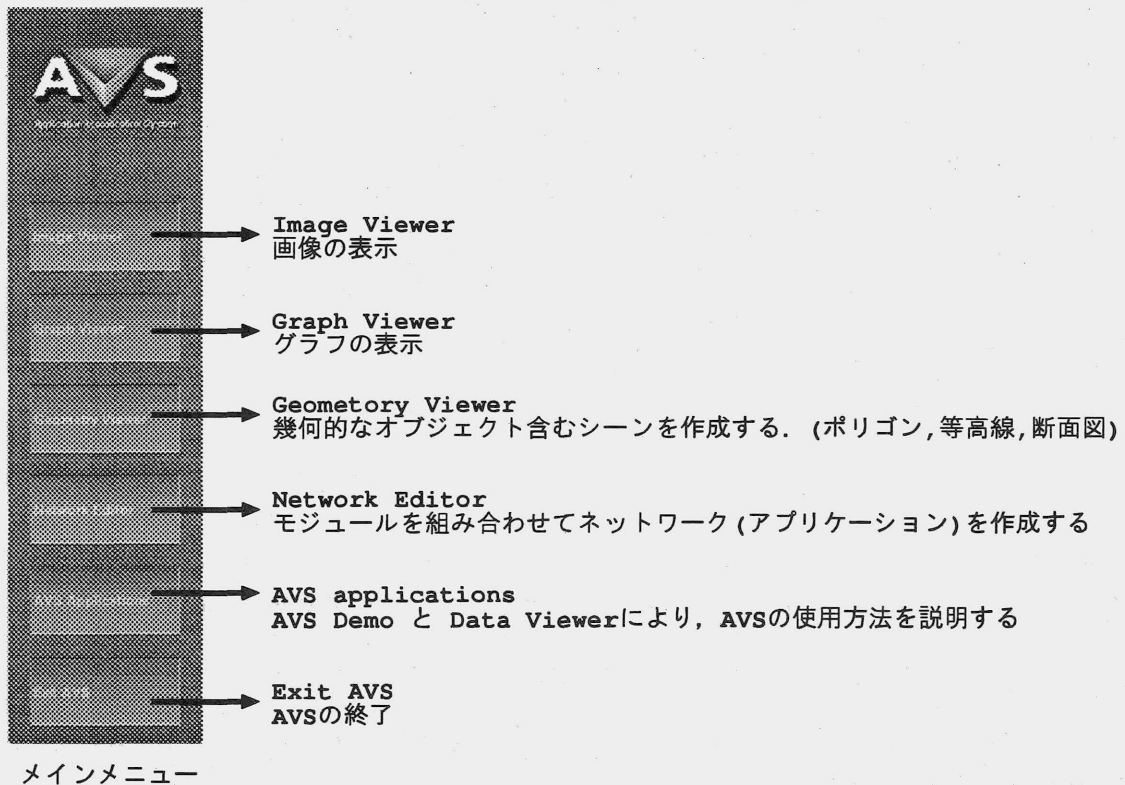 AVS
Image Viewer
画像の表示
Graph Viewer
グラフの表示
Geometory Viewer
幾何的なオブジェクト含むシーンを作成する. (ポリゴン,等高線,断面図)
Network Editor
モジュールを組み合わせてネットワーク(アプリケーション)を作成する
AVS applications
AVS Demo と Data Viewerにより, AVSの使用方法を説明する
Exit AVS
Exit AVS
AVSの終了
メインメニュー